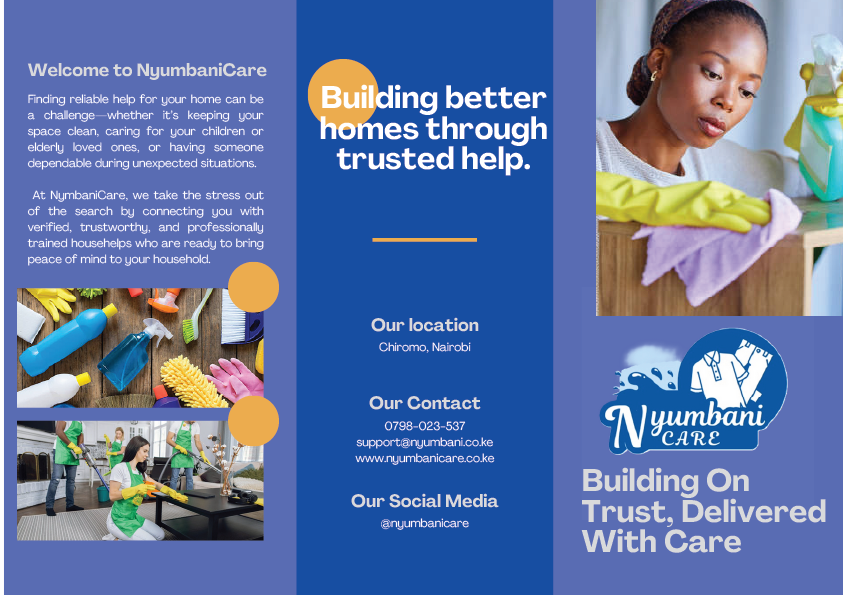 Welcome to NyumbaniCare
Finding reliable help for your home can be
a challenge—whether it's keeping your
space clean, caring for your children or
elderly loved ones, or having someone
dependable during unexpected situations.
At NymbaniCare, we take the stress out
of the search by connecting you with
verified, trustworthy, and professionally
trained househelps who are ready to bring
peace of mind to your household.
Building better
homes through
trusted help.
Our location
Chiromo, Nairobi
Our Contact
0798-023-537
support@nyumbani.co.ke
www.nyumbanicare.co.ke
Our Social Media
@nyumbanicare
Nyumbani
CARE
Building On
Trust, Delivered
With Care